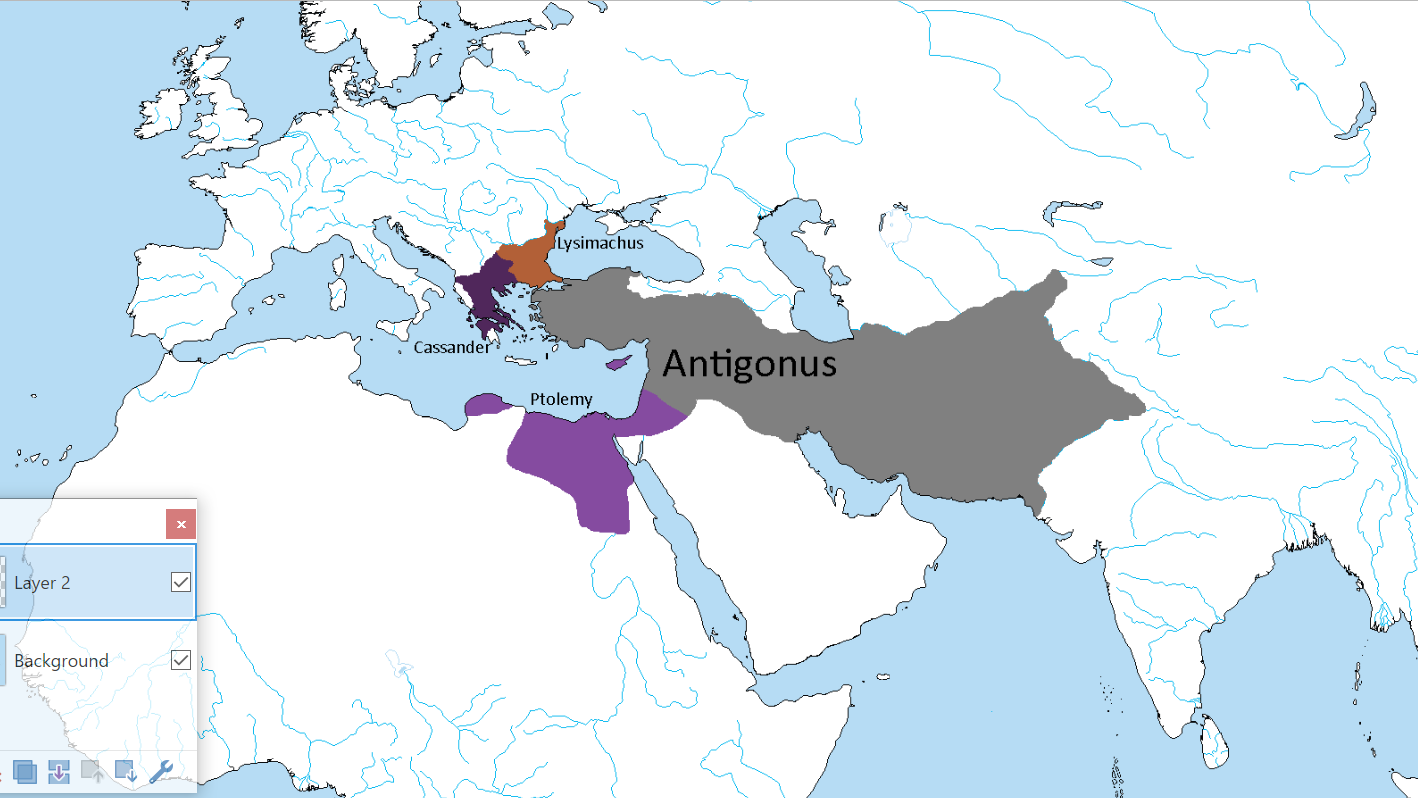 Lysimachus
Cassander
Antigonus
Ptolemy
Layer 2
Background